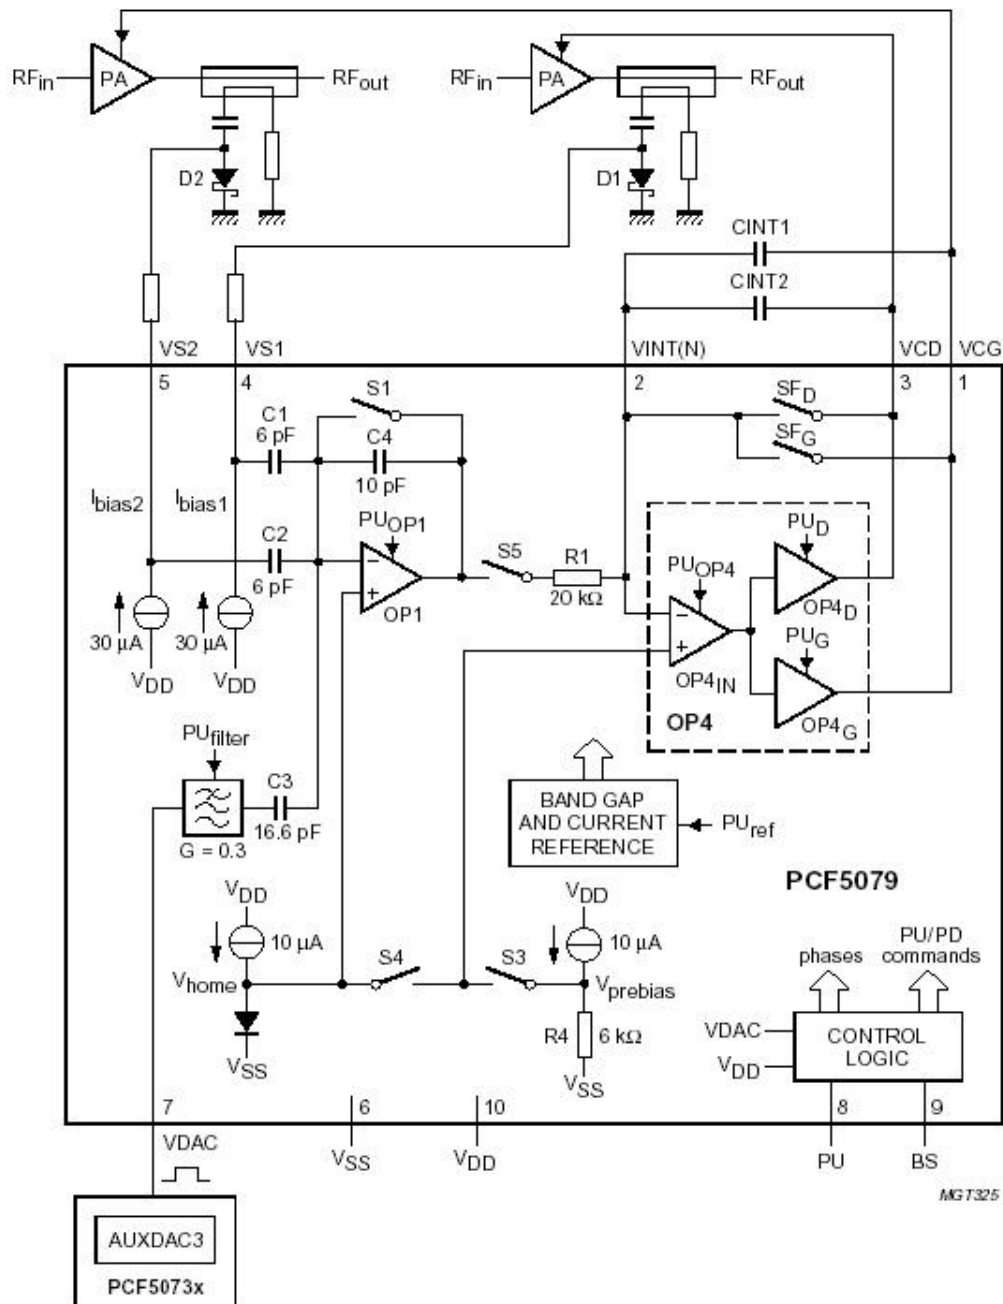 RFin PA RFout RFin PA RFout
D2 D1
CINT1
CINT2
VS2 VS1 VINT(N) VCD VCG
5 4 2 3 1
S1 SFD
C1
6 pF
C4
10 pF
SFG
Ibias2 Ibias1
C2
6 pF
PUOP1
− +
OP1
S5 R1
20 kΩ
PUOP4
− +
OP4IN
PUD
OP4D
PUG
OP4G
OP4
30 µA 30 µA
VDD VDD
PUfilter
C3
16.6 pF
G = 0.3
BAND GAP
AND CURRENT
REFERENCE
PUref
PCF5079
VDD
10 µA
Vhome
VSS
S4 S3
VDD
10 µA
Vprebias
R4 6 kΩ
VSS
phases
PU/PD
commands
VDAC
VDD
CONTROL
LOGIC
7 6 10 8 9
VDAC VSS VDD PU BS
MGT325
AUXDAC3
PCF5073x